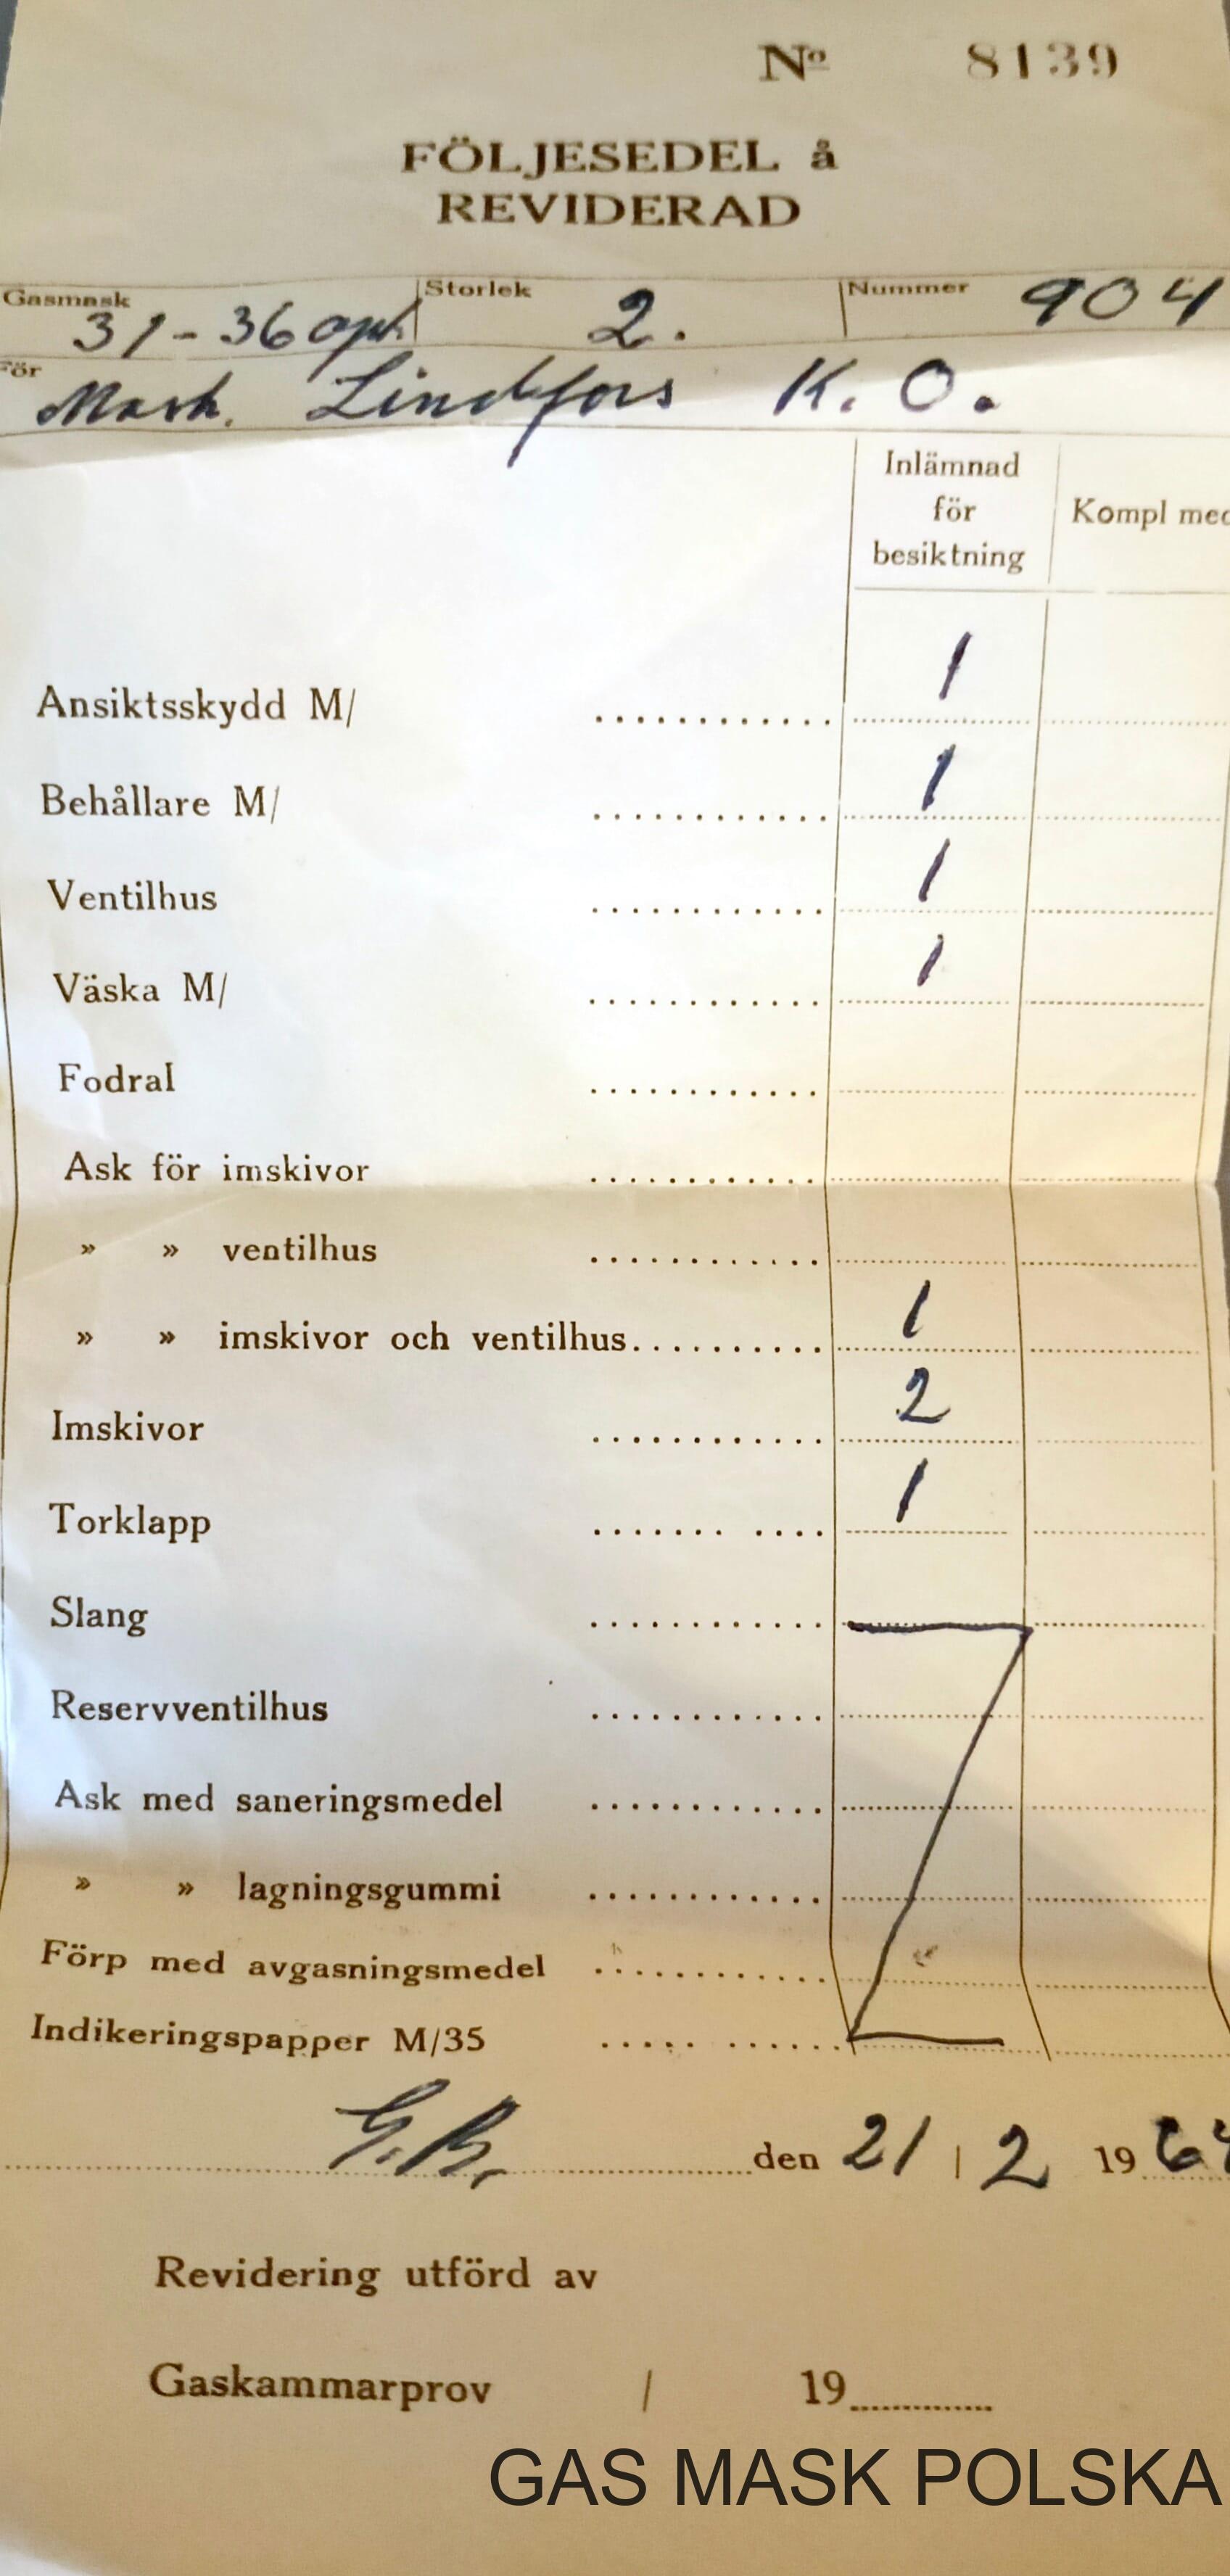 Nº 8139
FÖLJESEDEL å
REVIDERAD
Gasmask 31-36 Storlek 2. Nummer 904
För Lindfors K. O.
Inlämnad
för
besiktning
Kompl med
Ansiktsskydd M/ ............ 1
Behållare M/ ............ 1
Ventilhus ............ 1
Väska M/ ............ 1
Fodral ............
Ask för imskivor ............
» » ventilhus ............
» » imskivor och ventilhus.......... 1
Imskivor ............ 2
Torklapp ....... .... 1
Slang ............
Reservventilhus ............
Ask med saneringsmedel ............
» » lagningsgummi ............
Förp med avgasningsmedel ............
Indikeringspapper M/35 ..... ......
G.B. den 21 / 2 1964
Revidering utförd av
Gaskammarprov / 19
GAS MASK POLSKA